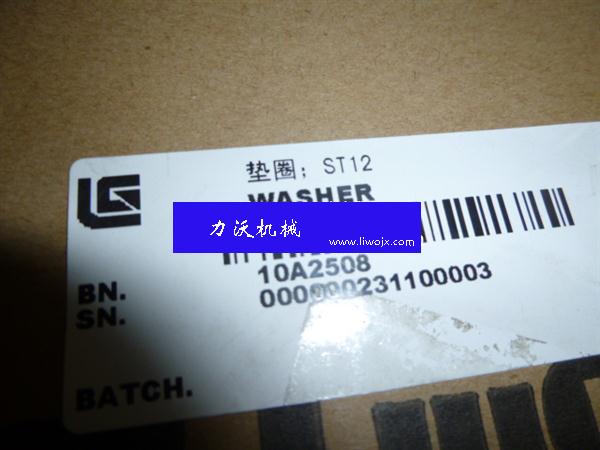 垫圈; ST12
WASHER
力沃机械
www.liwojx.com
BN. 10A2508
SN. 000000231100003
BATCH.